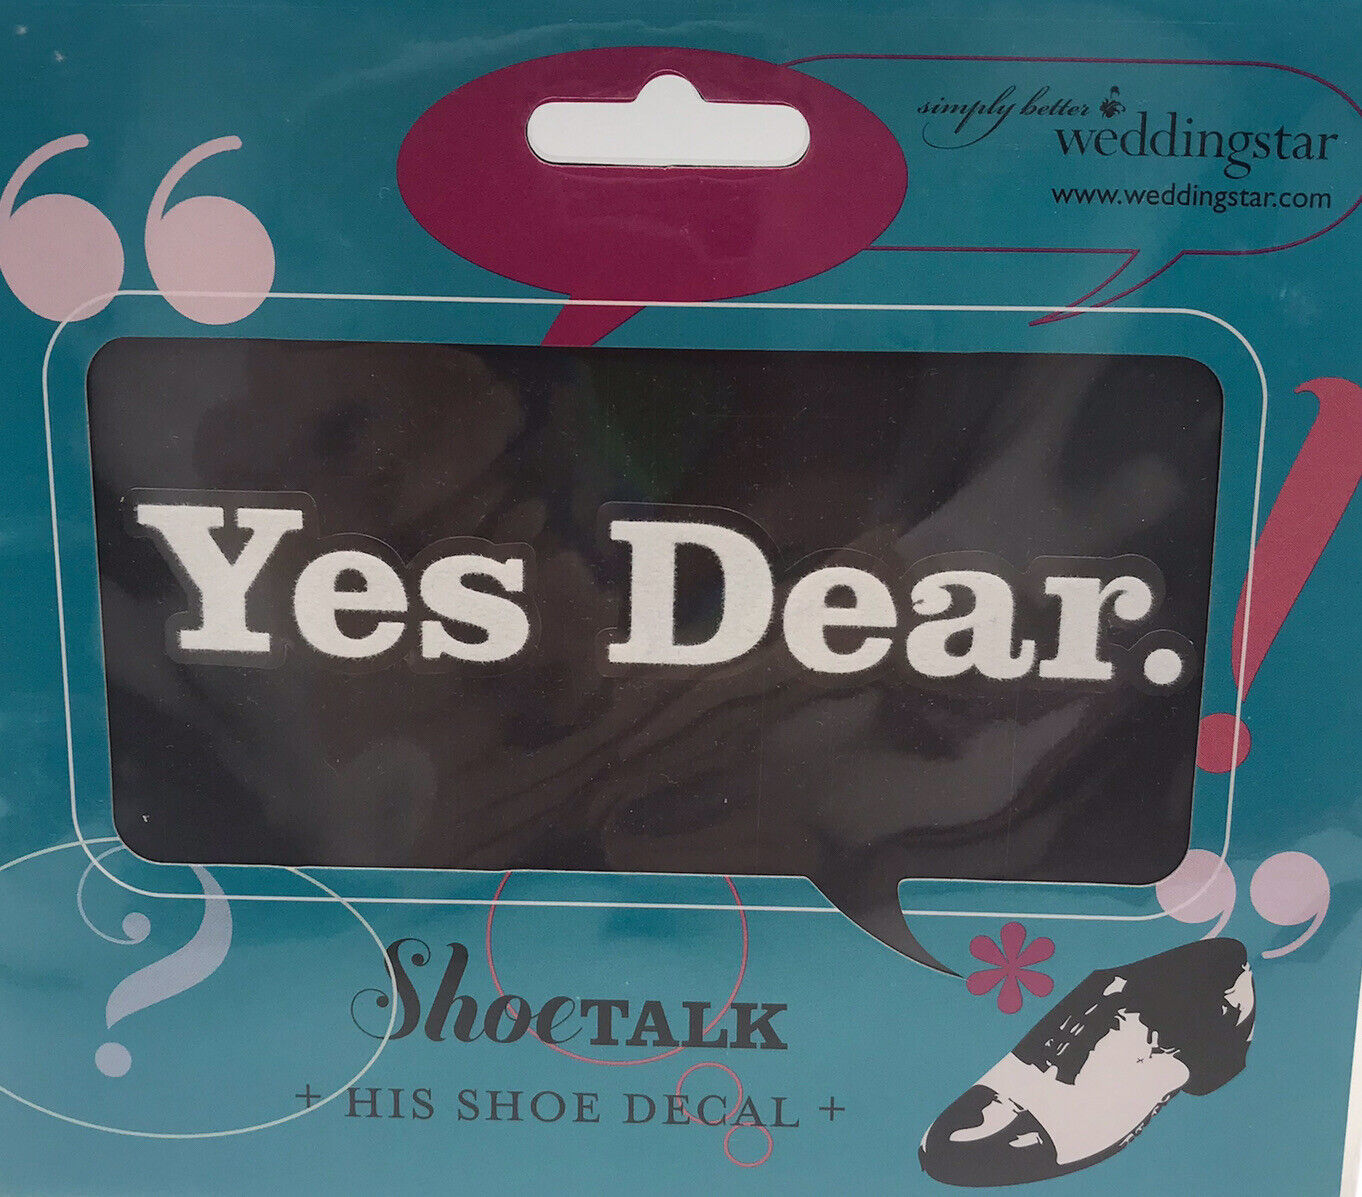 simply better
weddingstar
www.weddingstar.com
Yes Dear.
ShoeTALK
+ HIS SHOE DECAL +